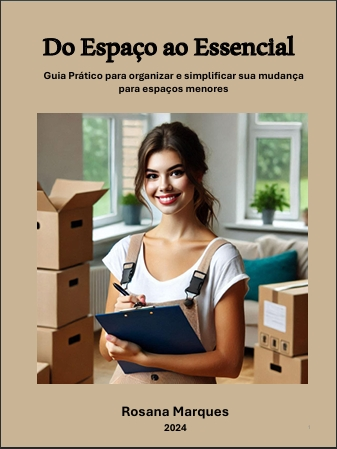 Do Espaço ao Essencial
Guia Prático para organizar e simplificar sua mudança
para espaços menores
Rosana Marques
2024